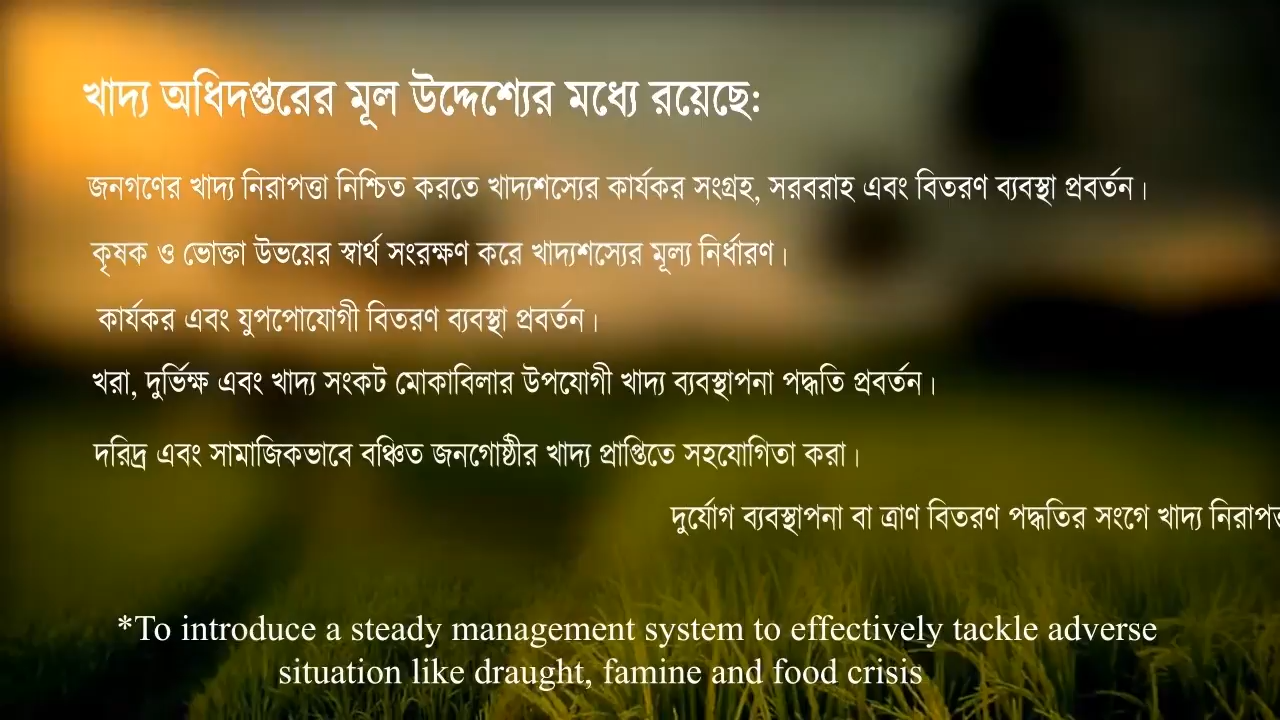 খাদ্য অধিদপ্তরের মূল উদ্দেশ্যের মধ্যে রয়েছে:
জনগণের খাদ্য নিরাপত্তা নিশ্চিত করতে খাদ্যশস্যের কার্যকর সংগ্রহ, সরবরাহ এবং বিতরণ ব্যবস্থা প্রবর্তন।
কৃষক ও ভোক্তা উভয়ের স্বার্থ সংরক্ষণ করে খাদ্যশস্যের মূল্য নির্ধারণ।
কার্যকর এবং যুপপোযোগী বিতরণ ব্যবস্থা প্রবর্তন।
খরা, দুর্ভিক্ষ এবং খাদ্য সংকট মোকাবিলার উপযোগী খাদ্য ব্যবস্থাপনা পদ্ধতি প্রবর্তন।
দরিদ্র এবং সামাজিকভাবে বঞ্চিত জনগোষ্ঠীর খাদ্য প্রাপ্তিতে সহযোগিতা করা।
দুর্যোগ ব্যবস্থাপনা বা ত্রাণ বিতরণ পদ্ধতির সংগে খাদ্য
*To introduce a steady management system to effectively tackle adverse
situation like draught, famine and food crisis